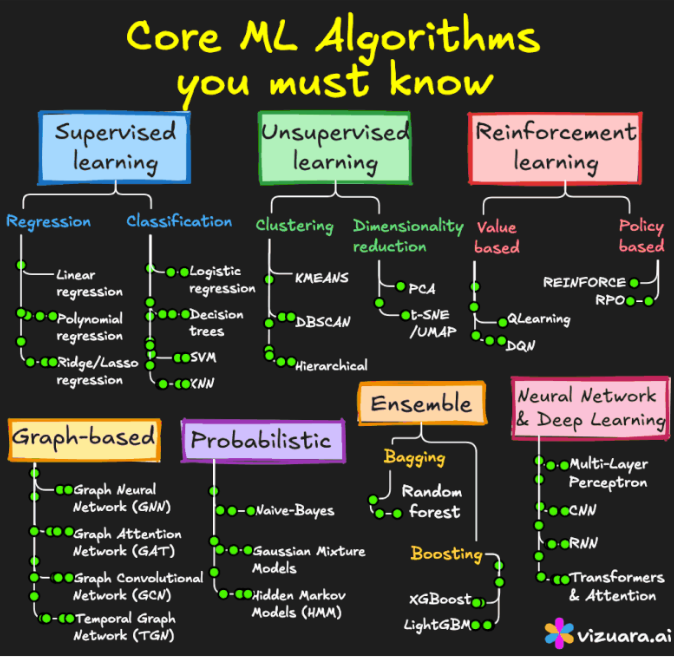 Core ML Algorithms
you must know
Supervised
learning
Unsupervised
learning
Reinforcement
learning
Regression
Classification
Clustering
Dimensionality
reduction
Value
based
Policy
based
Linear
regression
Polynomial
regression
Ridge/Lasso
regression
Logistic
regression
Decision
trees
SVM
KNN
KMEANS
DBSCAN
Hierarchical
PCA
t-SNE
/UMAP
QLearning
DQN
REINFORCE
RPO
Graph-based
Probabilistic
Ensemble
Neural Network
& Deep Learning
Graph Neural
Network (GNN)
Graph Attention
Network (GAT)
Graph Convolutional
Network (GCN)
Temporal Graph
Network (TGN)
Naive-Bayes
Gaussian Mixture
Models
Hidden Markov
Models (HMM)
Bagging
Random
forest
Boosting
XGBoost
LightGBM
Multi-Layer
Perceptron
CNN
RNN
Transformers
& Attention
vizuara.ai